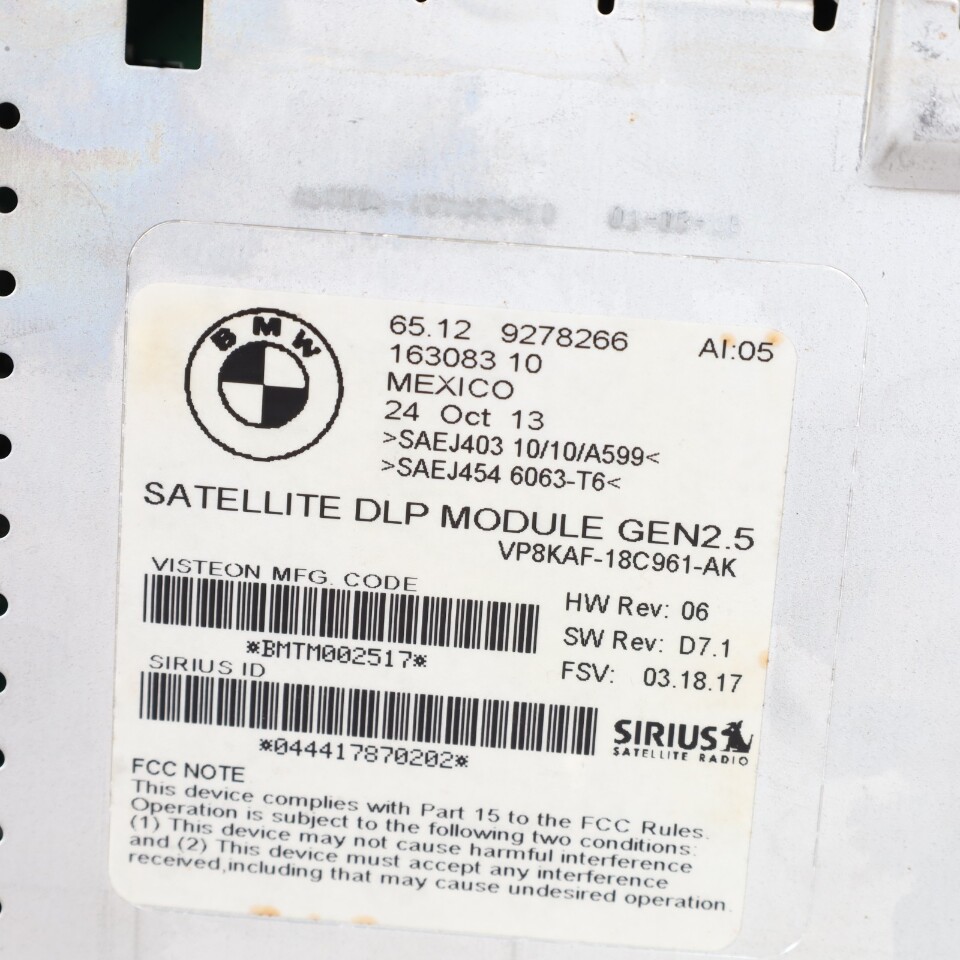 BMW
65.12 9278266 AI:05
163083 10
MEXICO
24 Oct 13
>SAEJ403 10/10/A599<
>SAEJ454 6063-T6<
SATELLITE DLP MODULE GEN2.5
VP8KAF-18C961-AK
VISTEON MFG. CODE
*BMTM002517*
HW Rev: 06
SW Rev: D7.1
FSV: 03.18.17
SIRIUS ID
*044417870202*
SIRIUS
SATELLITE RADIO
FCC NOTE
This device complies with Part 15 to the FCC Rules.
Operation is subject to the following two conditions:
(1) This device may not cause harmful interference
and (2) This device must accept any interference
received,including that may cause undesired operation.